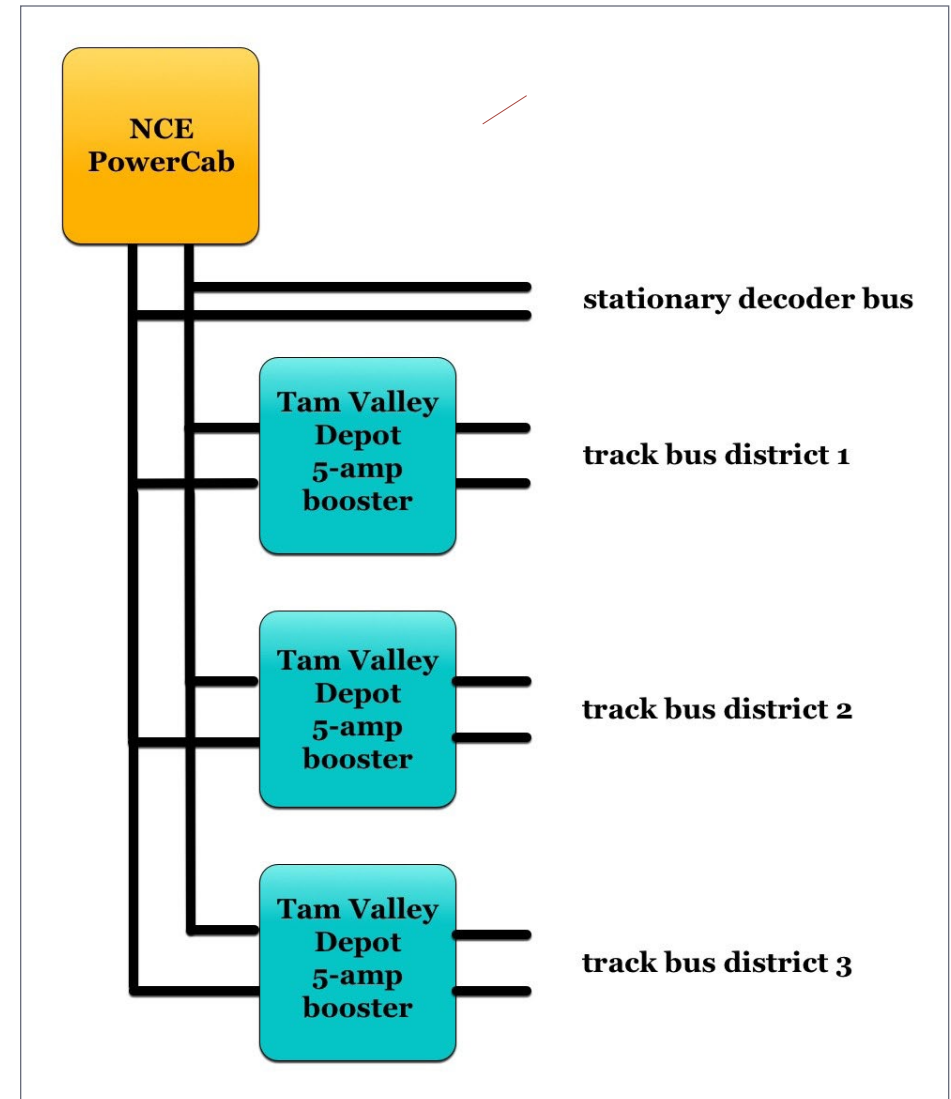 NCE
PowerCab
stationary decoder bus
Tam Valley
Depot
5-amp
booster
track bus district 1
Tam Valley
Depot
5-amp
booster
track bus district 2
Tam Valley
Depot
5-amp
booster
track bus district 3